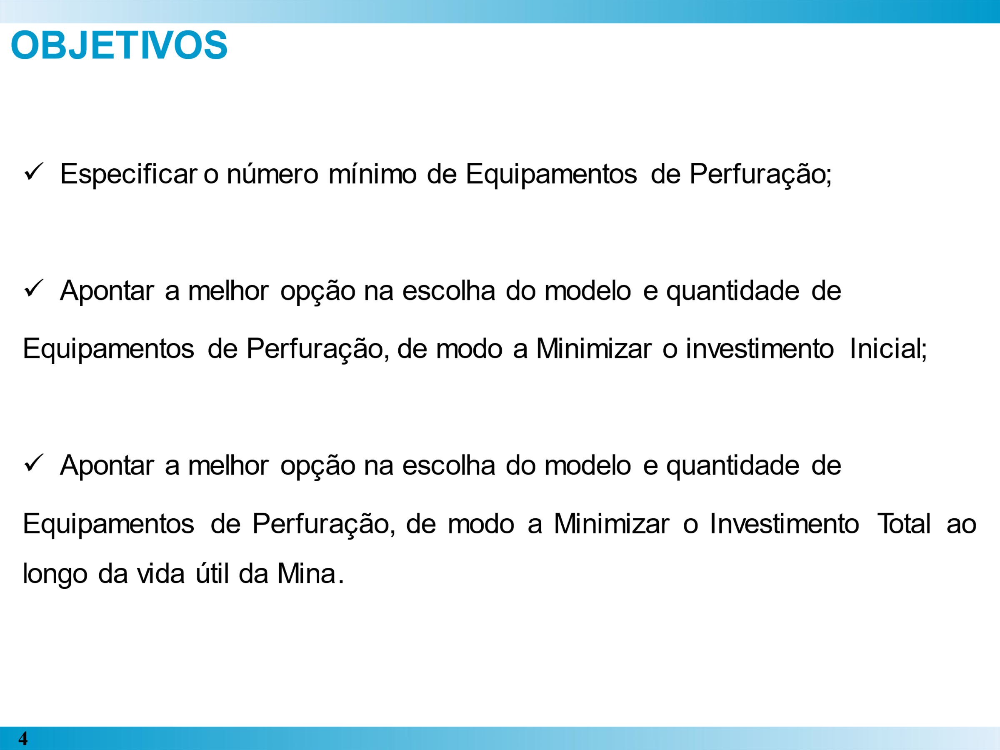 OBJETIVOS
✓ Especificar o número mínimo de Equipamentos de Perfuração;
✓ Apontar a melhor opção na escolha do modelo e quantidade de
Equipamentos de Perfuração, de modo a Minimizar o investimento Inicial;
✓ Apontar a melhor opção na escolha do modelo e quantidade de
Equipamentos de Perfuração, de modo a Minimizar o Investimento Total ao
longo da vida útil da Mina.
4